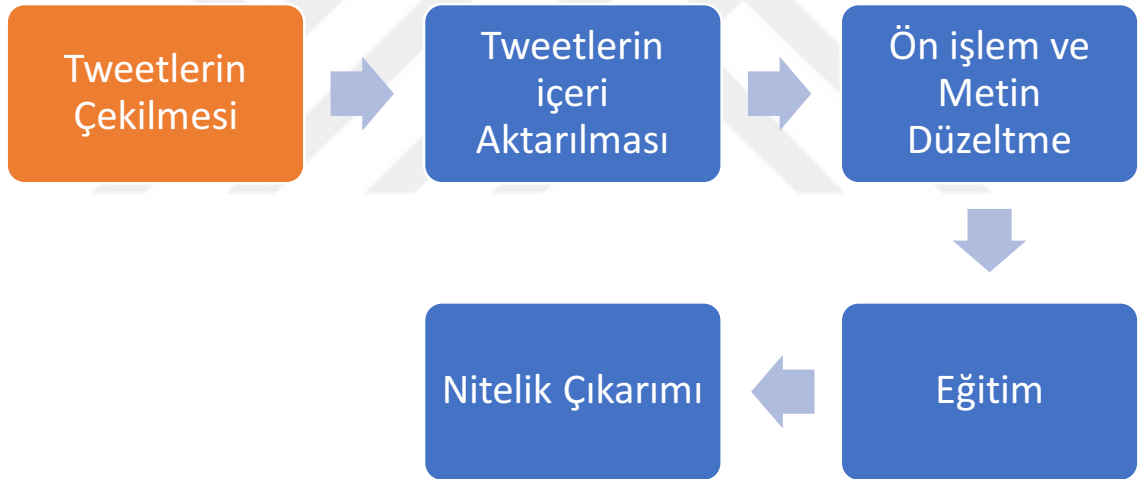 Tweetlerin
Çekilmesi
Tweetlerin
içeri
Aktarılması
Ön işlem ve
Metin
Düzeltme
Eğitim
Nitelik Çıkarımı